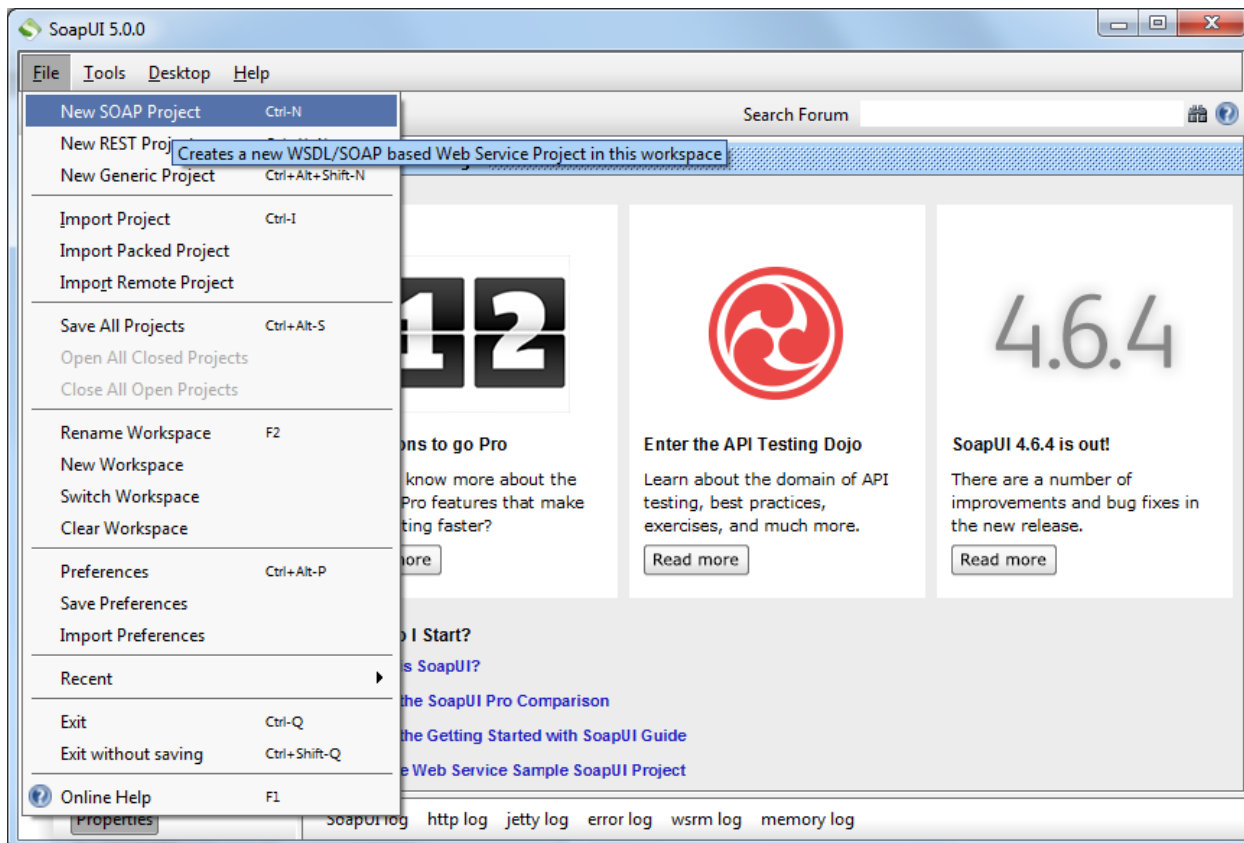 SoapUI 5.0.0
File Tools Desktop Help
New SOAP Project Ctrl-N
Search Forum
New REST Proj
Creates a new WSDL/SOAP based Web Service Project in this workspace
New Generic Project Ctrl+Alt+Shift-N
Import Project Ctrl-I
Import Packed Project
Import Remote Project
Save All Projects Ctrl+Alt-S
Open All Closed Projects
Close All Open Projects
Rename Workspace F2
New Workspace
Switch Workspace
Clear Workspace
Preferences Ctrl+Alt-P
Save Preferences
Import Preferences
Recent
Exit Ctrl-Q
Exit without saving Ctrl+Shift-Q
Online Help F1
12
ons to go Pro
know more about the
Pro features that make
ting faster?
ore
Enter the API Testing Dojo
Learn about the domain of API
testing, best practices,
exercises, and much more.
Read more
4.6.4
SoapUI 4.6.4 is out!
There are a number of
improvements and bug fixes in
the new release.
Read more
o I Start?
is SoapUI?
the SoapUI Pro Comparison
the Getting Started with SoapUI Guide
e Web Service Sample SoapUI Project
Properties
SoapUI log http log jetty log error log wsrm log memory log